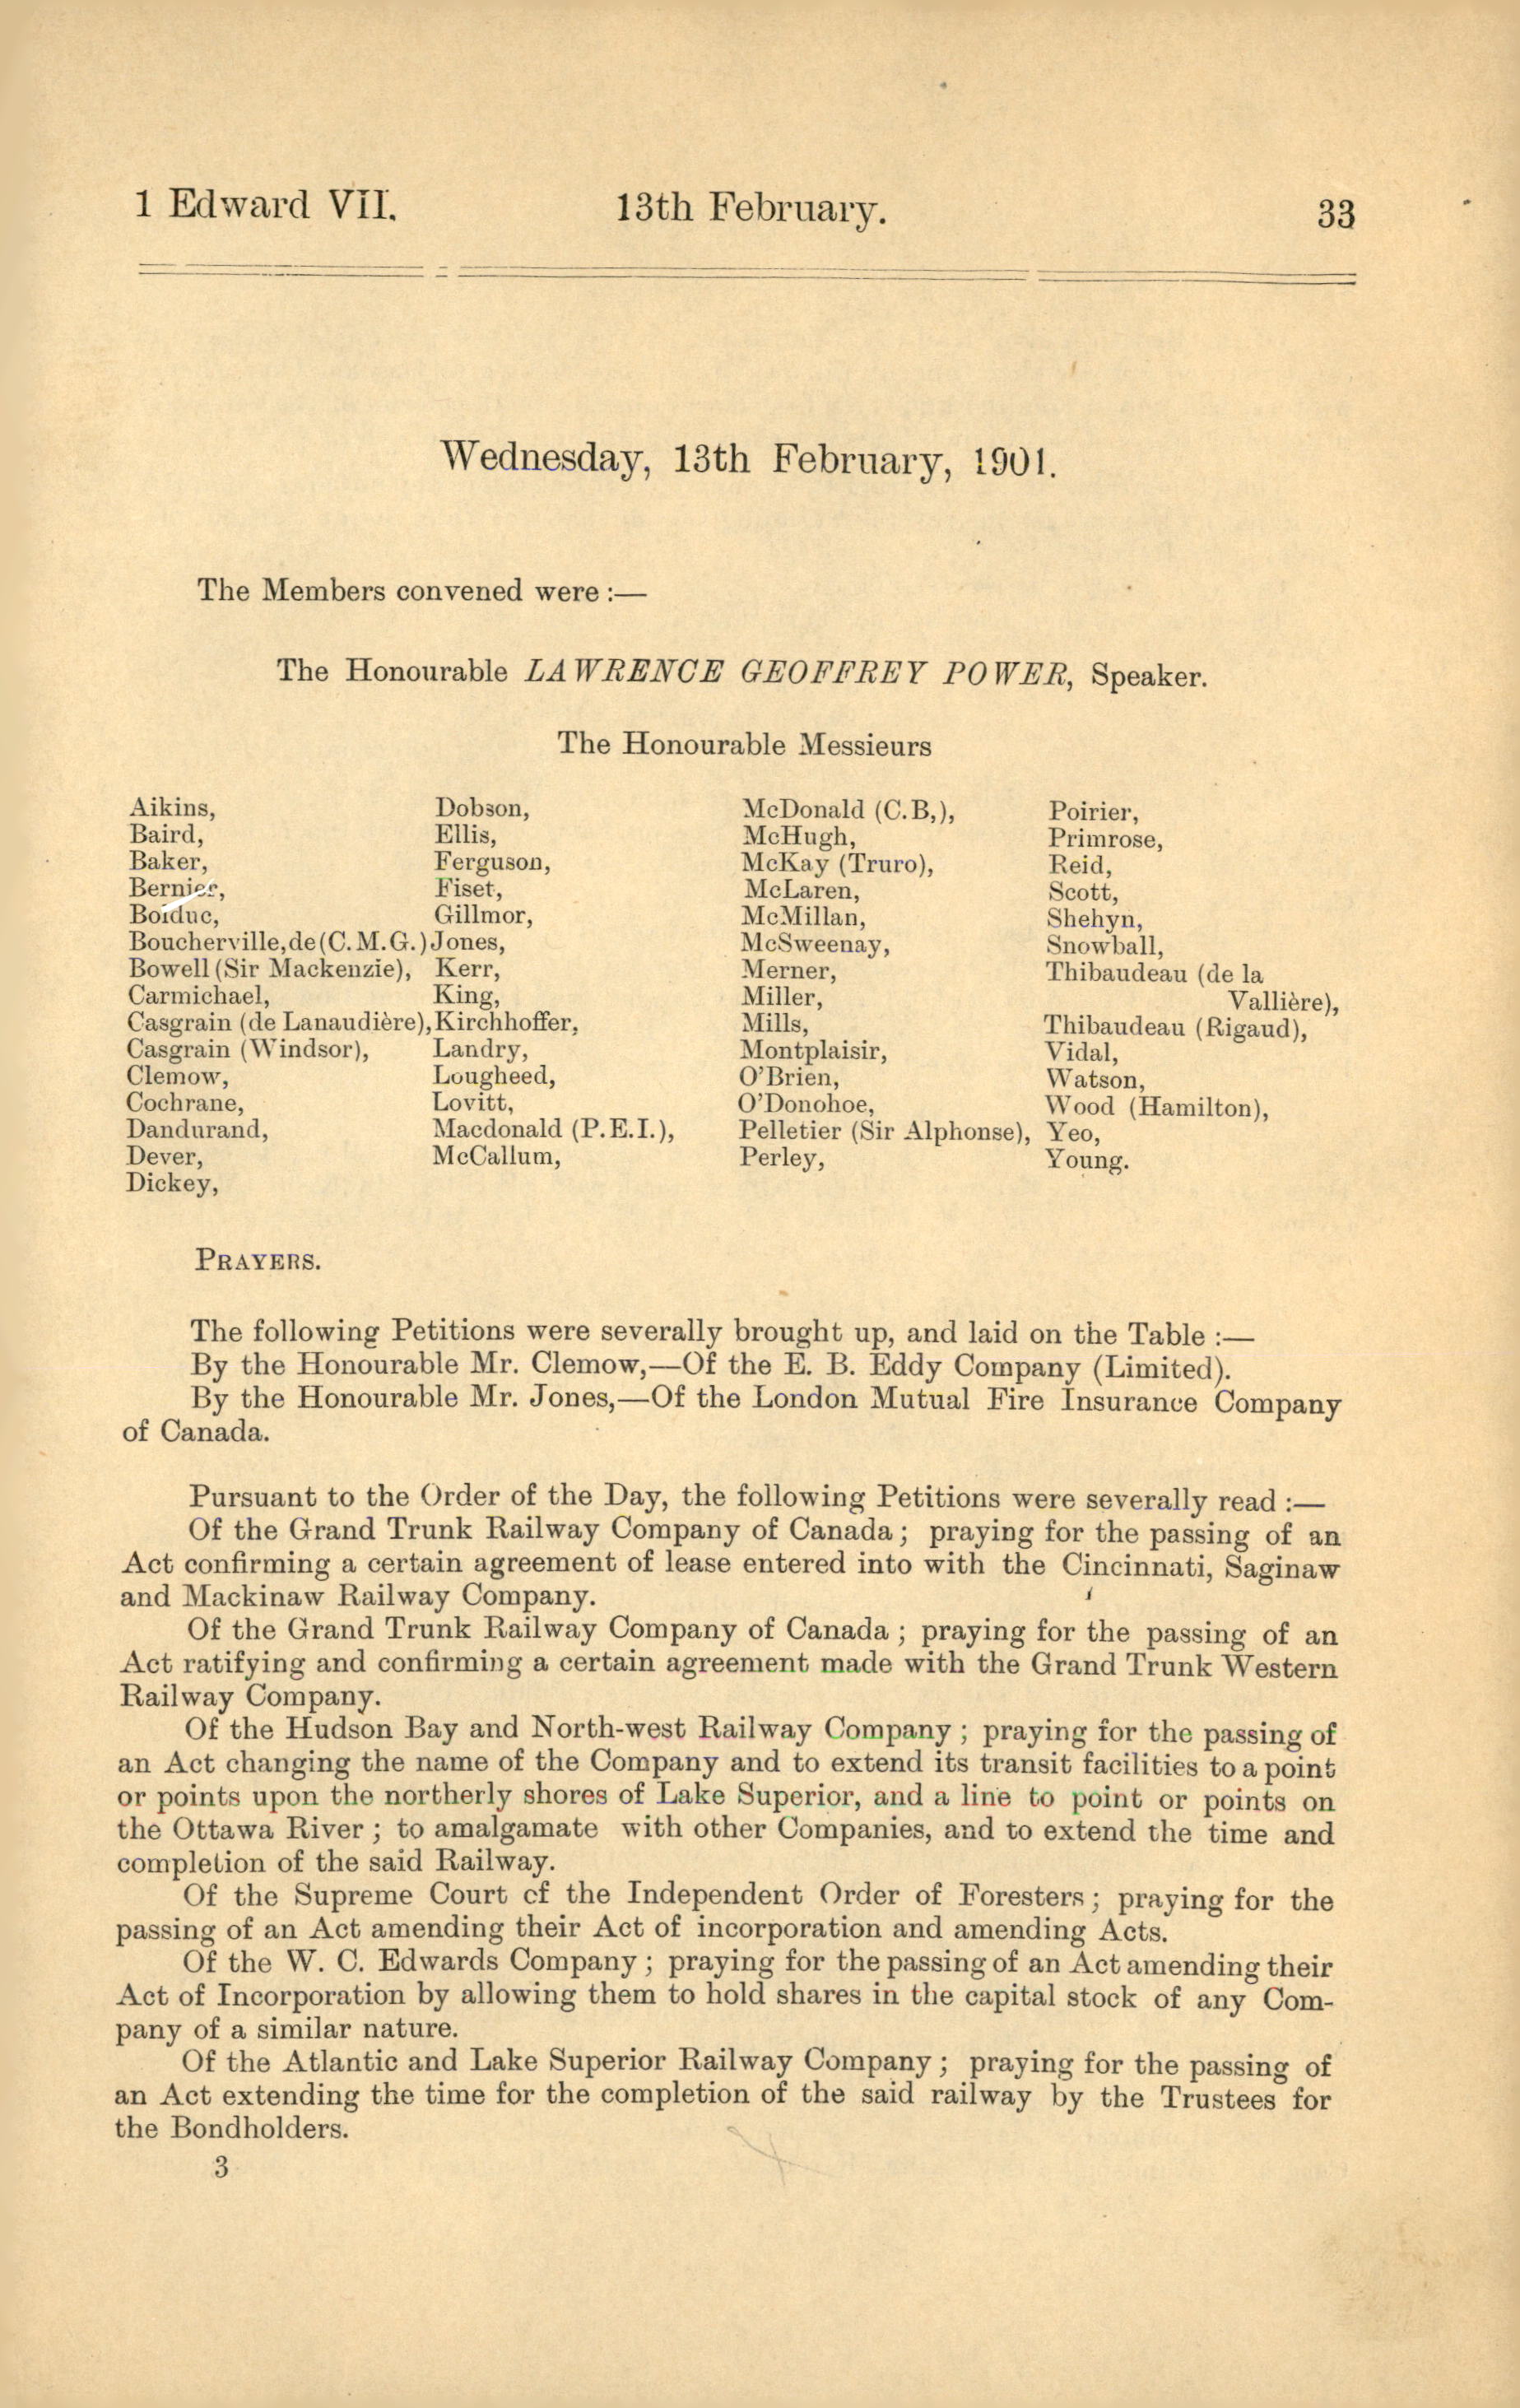 1 Edward VII. 13th February. 33
Wednesday, 13th February, 1901.
The Members convened were :—
The Honourable LAWRENCE GEOFFREY POWER, Speaker.
The Honourable Messieurs
Aikins,
Baird,
Baker,
Bernier,
Boiduc,
Boucherville, de (C. M. G.)
Bowell (Sir Mackenzie),
Carmichael,
Casgrain (de Lanaudière),
Casgrain (Windsor),
Clemow,
Cochrane,
Dandurand,
Dever,
Dickey,
Dobson,
Ellis,
Ferguson,
Fiset,
Gillmor,
Jones,
Kerr,
King,
Kirchhoffer,
Landry,
Lougheed,
Lovitt,
Macdonald (P. E. I.),
McCallum,
McDonald (C. B,),
McHugh,
McKay (Truro),
McLaren,
McMillan,
McSweenay,
Merner,
Miller,
Mills,
Montplaisir,
O'Brien,
O'Donohoe,
Pelletier (Sir Alphonse),
Perley,
Poirier,
Primrose,
Reid,
Scott,
Shehyn,
Snowball,
Thibaudeau (de la
Vallière),
Thibaudeau (Rigaud),
Vidal,
Watson,
Wood (Hamilton),
Yeo,
Young.
PRAYERS.
The following Petitions were severally brought up, and laid on the Table :—
By the Honourable Mr. Clemow,—Of the E. B. Eddy Company (Limited).
By the Honourable Mr. Jones,—Of the London Mutual Fire Insurance Company
of Canada.
Pursuant to the Order of the Day, the following Petitions were severally read :—
Of the Grand Trunk Railway Company of Canada ; praying for the passing of an
Act confirming a certain agreement of lease entered into with the Cincinnati, Saginaw
and Mackinaw Railway Company.
Of the Grand Trunk Railway Company of Canada ; praying for the passing of an
Act ratifying and confirming a certain agreement made with the Grand Trunk Western
Railway Company.
Of the Hudson Bay and North-west Railway Company ; praying for the passing of
an Act changing the name of the Company and to extend its transit facilities to a point
or points upon the northerly shores of Lake Superior, and a line to point or points on
the Ottawa River ; to amalgamate with other Companies, and to extend the time and
completion of the said Railway.
Of the Supreme Court of the Independent Order of Foresters ; praying for the
passing of an Act amending their Act of incorporation and amending Acts.
Of the W. C. Edwards Company ; praying for the passing of an Act amending their
Act of Incorporation by allowing them to hold shares in the capital stock of any Com-
pany of a similar nature.
Of the Atlantic and Lake Superior Railway Company ; praying for the passing of
an Act extending the time for the completion of the said railway by the Trustees for
the Bondholders.
3